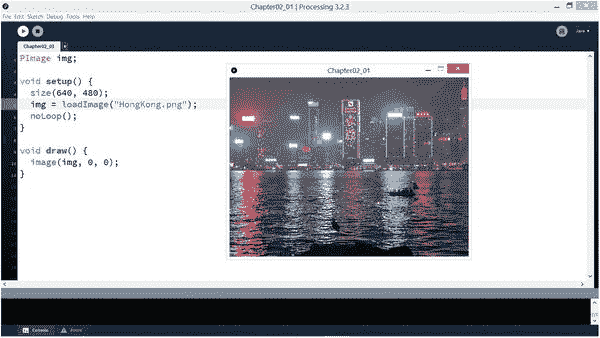 Chapter02_01 | Processing 3.2.3
File Edit Sketch Debug Tools Help
Java
Chapter02_01
PImage img;
void setup() {
size(640, 480);
img = loadImage("HongKong.png");
noLoop();
}
void draw() {
image(img, 0, 0);
}
Chapter02_01
Console
Errors